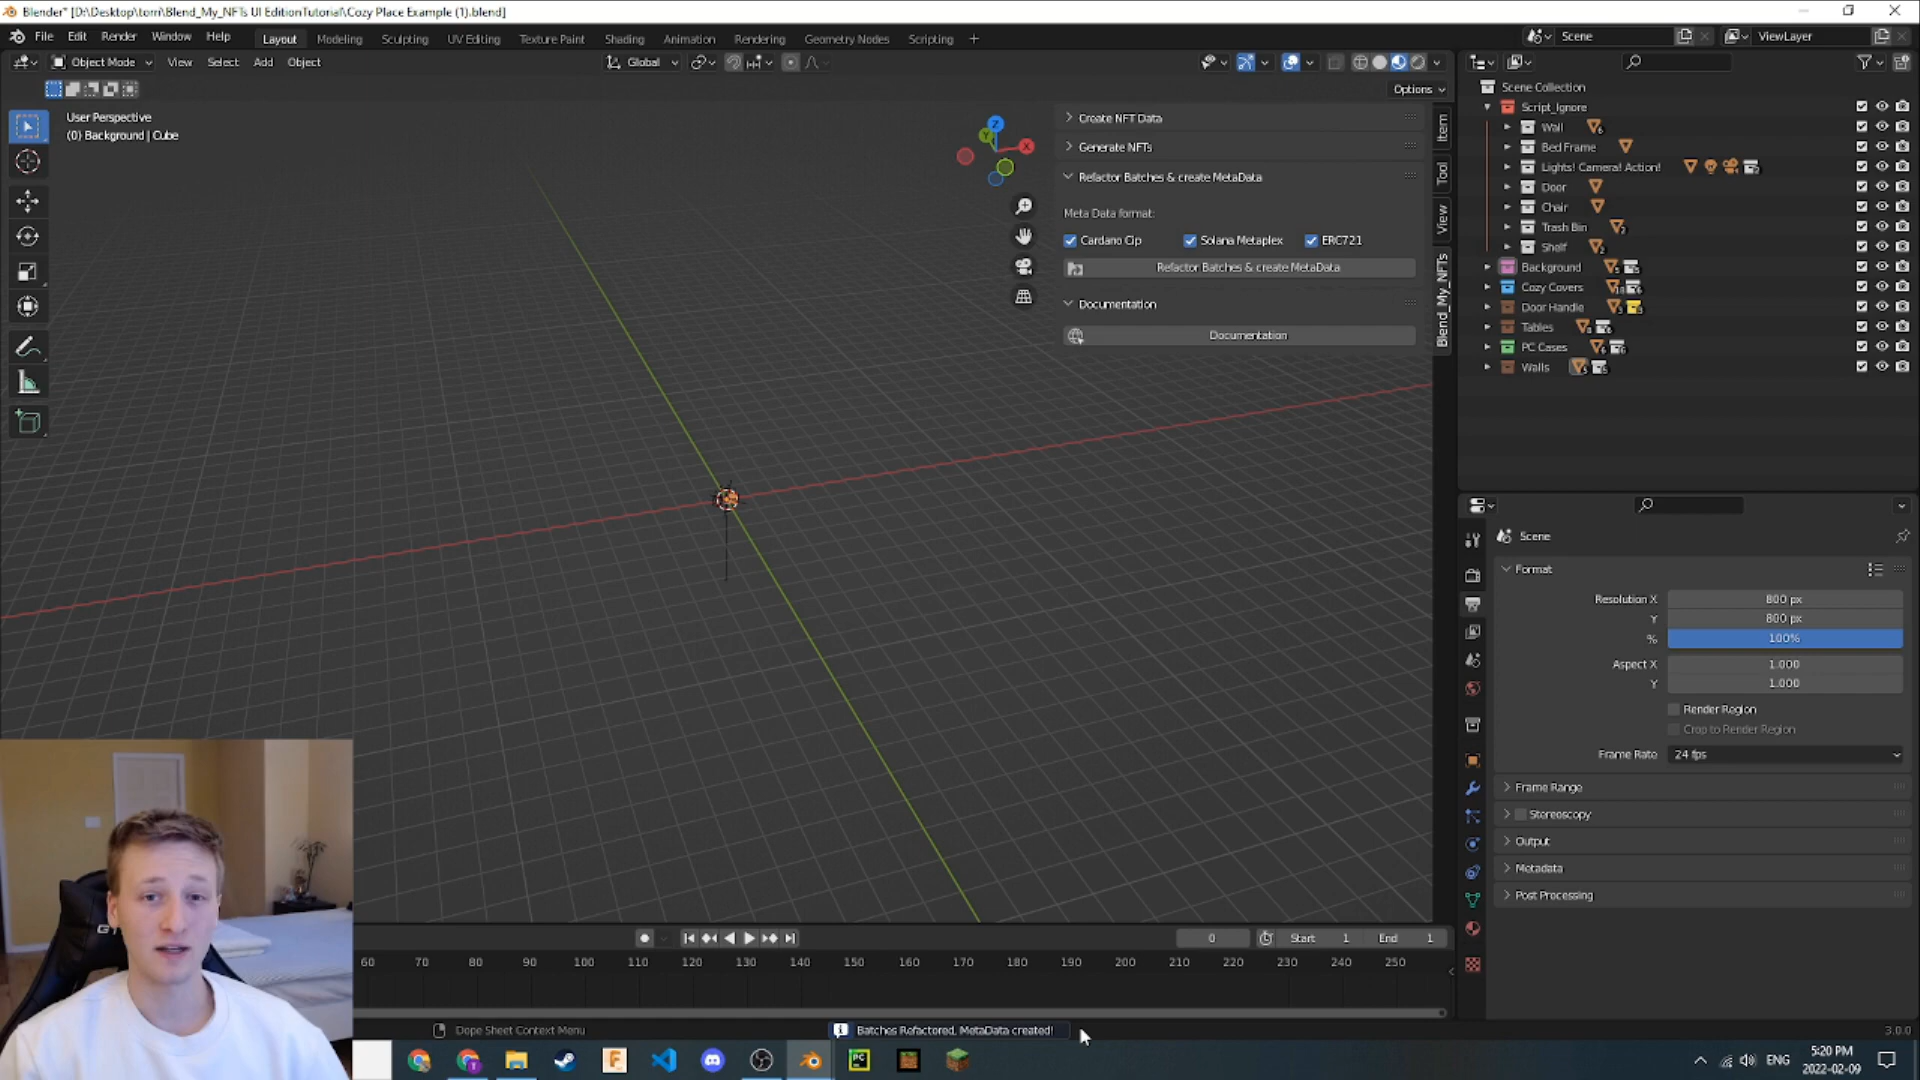 Blender* [D:\Desktop\torri\Blend_My_NFTs UI EditionTutorial\Cozy Place Example (1).blend]
File Edit Render Window Help Layout Modeling Sculpting UV Editing Texture Paint Shading Animation Rendering Geometry Nodes Scripting + Scene ViewLayer
Object Mode View Select Add Object Global
Options
User Perspective
(0) Background | Cube
Z
Y
X
Create NFT Data
Generate NFTs
Refactor Batches & create MetaData
Meta Data format:
Cardano Cip Solana Metaplex ERC721
Refactor Batches & create MetaData
Documentation
Documentation
Item
Tool
View
Blend_My_NFTs
Scene Collection
Script_Ignore
Wall
Bed Frame
Lights! Camera! Action!
Door
Chair
Trash Bin
Shelf
Background
Cozy Covers
Door Handle
Tables
PC Cases
Walls
Scene
Format
Resolution X 800 px
Y 800 px
% 100%
Aspect X 1.000
Y 1.000
Render Region
Crop to Render Region
Frame Rate 24 fps
Frame Range
Stereoscopy
Output
Metadata
Post Processing
0 Start 1 End 1
60 70 80 90 100 110 120 130 140 150 160 170 180 190 200 210 220 230 240 250
Dope Sheet Context Menu Batches Refactored, MetaData created! 3.0.0
ENG 5:20 PM
2022-02-09